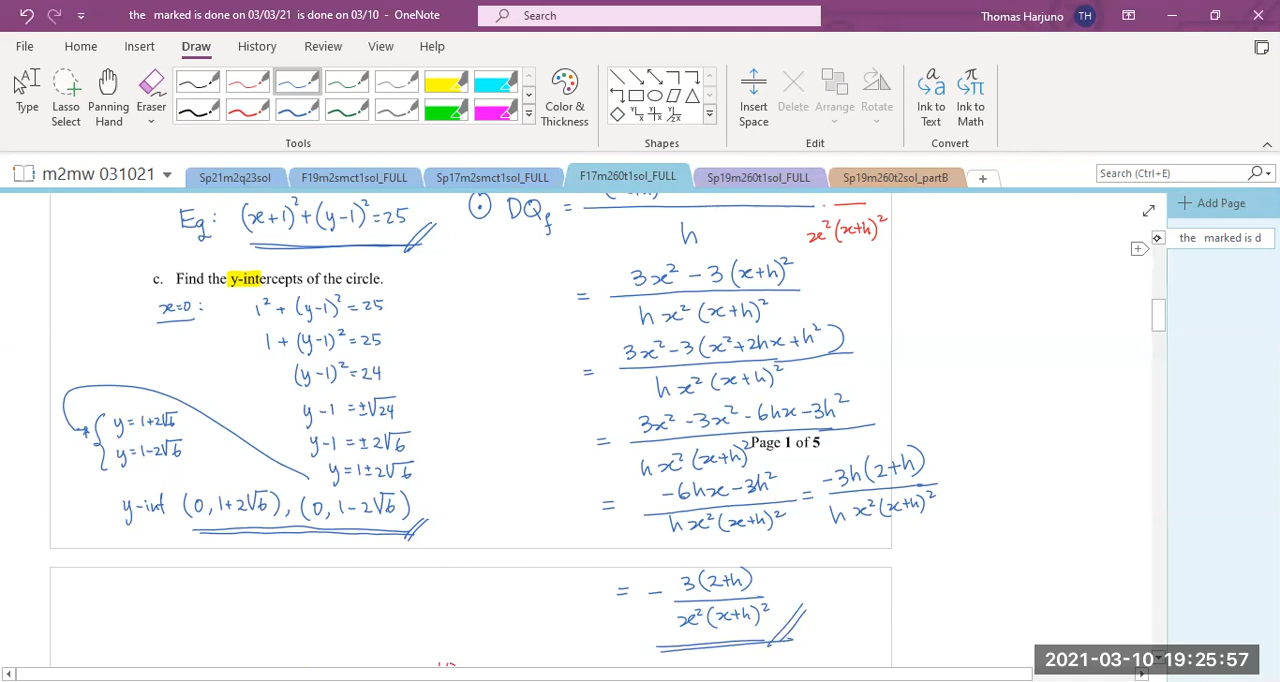 the marked is done on 03/03/21 is done on 03/10 - OneNote
Search
Thomas Harjuno TH
File Home Insert Draw History Review View Help
Type Lasso Select Panning Hand Eraser
Color & Thickness
Insert Space Delete Arrange Rotate
Ink to Text Ink to Math
Tools Shapes Edit Convert
m2mw 031021
Sp21m2q23sol F19m2smct1sol_FULL Sp17m2smct1sol_FULL F17m260t1sol_FULL Sp19m260t1sol_FULL Sp19m260t2sol_partB
Search (Ctrl+E)
Add Page
the marked is d
Eg: (x+1)² + (y-1)² = 25
c. Find the y-intercepts of the circle.
x=0: 1² + (y-1)² = 25
1 + (y-1)² = 25
(y-1)² = 24
y-1 = ±√24
y-1 = ±2√6
y = 1±2√6
y = 1+2√6
y = 1-2√6
y-int (0, 1+2√6), (0, 1-2√6)
DQf =
h
x²(x+h)²
= 3x² - 3(x+h)² / hx²(x+h)²
= 3x² - 3(x²+2hx+h²) / hx²(x+h)²
= 3x² - 3x² - 6hx - 3h² / hx²(x+h)²
Page 1 of 5
= -6hx - 3h² / hx²(x+h)² = -3h(2+h) / hx²(x+h)²
= - 3(2+h) / x²(x+h)²
2021-03-10 19:25:57